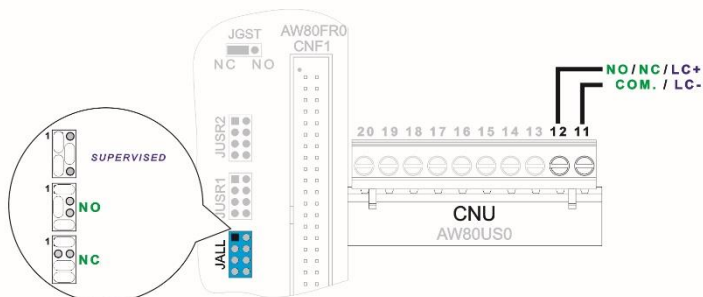 JGST
NC NO
AW80FR0
CNF1
JUSR2
JUSR1
JALL
1
SUPERVISED
1
NO
1
NC
NO/NC/LC+
COM. / LC-
20 19 18 17 16 15 14 13 12 11
CNU
AW80US0